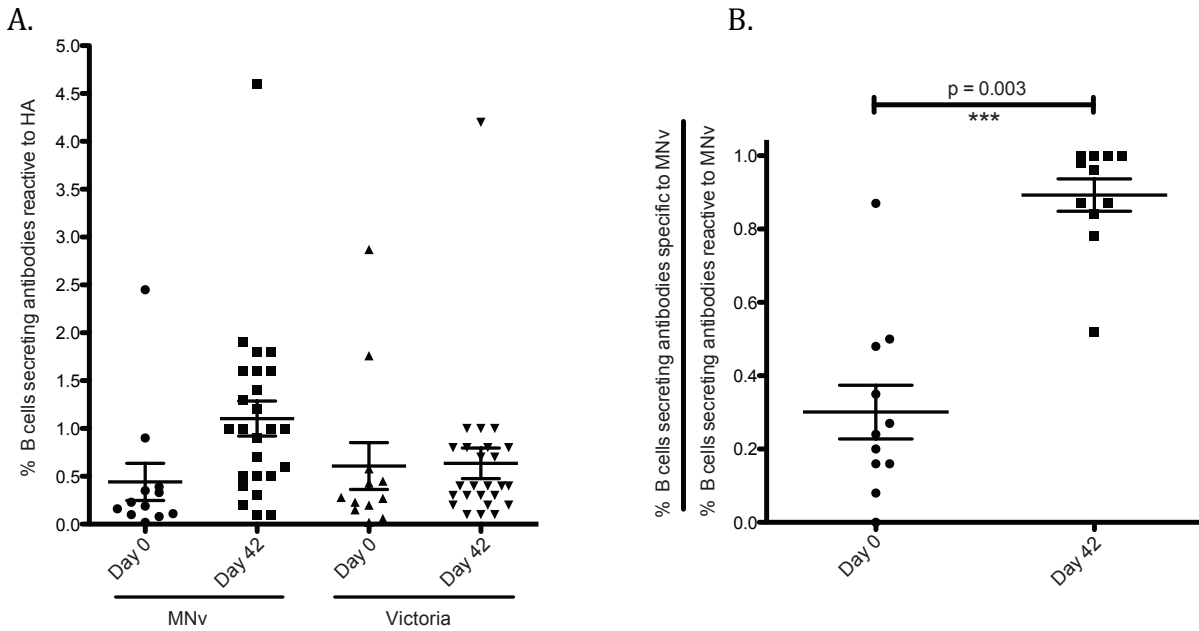 A.
% B cells secreting antibodies reactive to HA
5.0
4.5
4.0
3.5
3.0
2.5
2.0
1.5
1.0
0.5
0.0
Day 0
Day 42
Day 0
Day 42
MNv
Victoria
B.
p = 0.003
***
% B cells secreting antibodies specific to MNv
% B cells secreting antibodies reactive to MNv
1.0
0.8
0.6
0.4
0.2
0.0
Day 0
Day 42